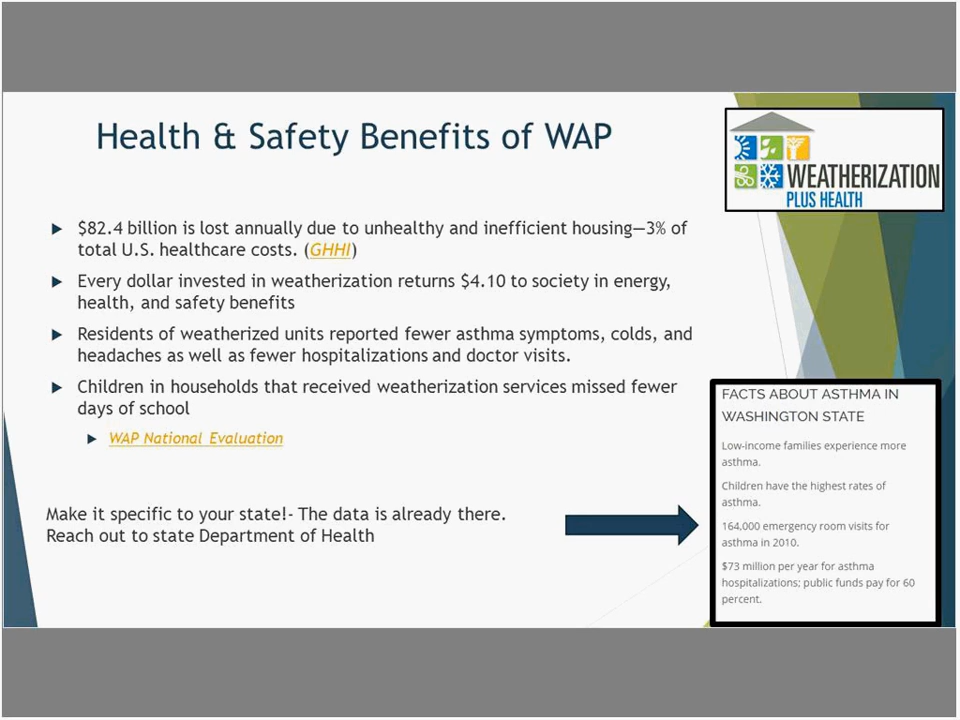 Health & Safety Benefits of WAP
WEATHERIZATION
PLUS HEALTH
$82.4 billion is lost annually due to unhealthy and inefficient housing—3% of
total U.S. healthcare costs. (GHHI)
Every dollar invested in weatherization returns $4.10 to society in energy,
health, and safety benefits
Residents of weatherized units reported fewer asthma symptoms, colds, and
headaches as well as fewer hospitalizations and doctor visits.
Children in households that received weatherization services missed fewer
days of school
WAP National Evaluation
Make it specific to your state!- The data is already there.
Reach out to state Department of Health
FACTS ABOUT ASTHMA IN
WASHINGTON STATE
Low-income families experience more
asthma.
Children have the highest rates of
asthma.
164,000 emergency room visits for
asthma in 2010.
$73 million per year for asthma
hospitalizations; public funds pay for 60
percent.